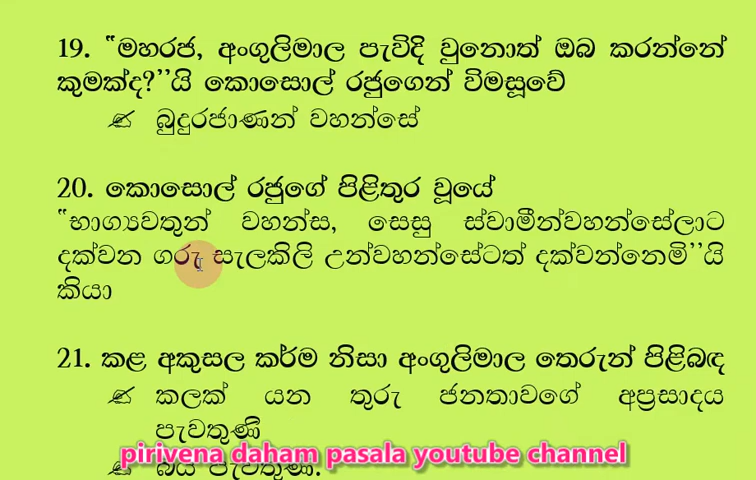 19. "මහරජ, අංගුලිමාල පැවිදි වුනොත් ඔබ කරන්නේ
කුමක්ද?"යි කොසොල් රජුගෙන් විමසූවේ
බුදුරජාණන් වහන්සේ
20. කොසොල් රජුගේ පිළිතුර වූයේ
"භාග්‍යවතුන් වහන්ස, සෙසු ස්වාමීන්වහන්සේලාට
දක්වන ගරු සැලකිලි උන්වහන්සේටත් දක්වන්නෙමි"යි
කියා
21. කළ අකුසල කර්ම නිසා අංගුලිමාල තෙරුන් පිළිබඳ
කලක් යන තුරු ජනතාවගේ අප්‍රසාදය
පැවතුණි
බිය පැවතුණි.
pirivena daham pasala youtube channel